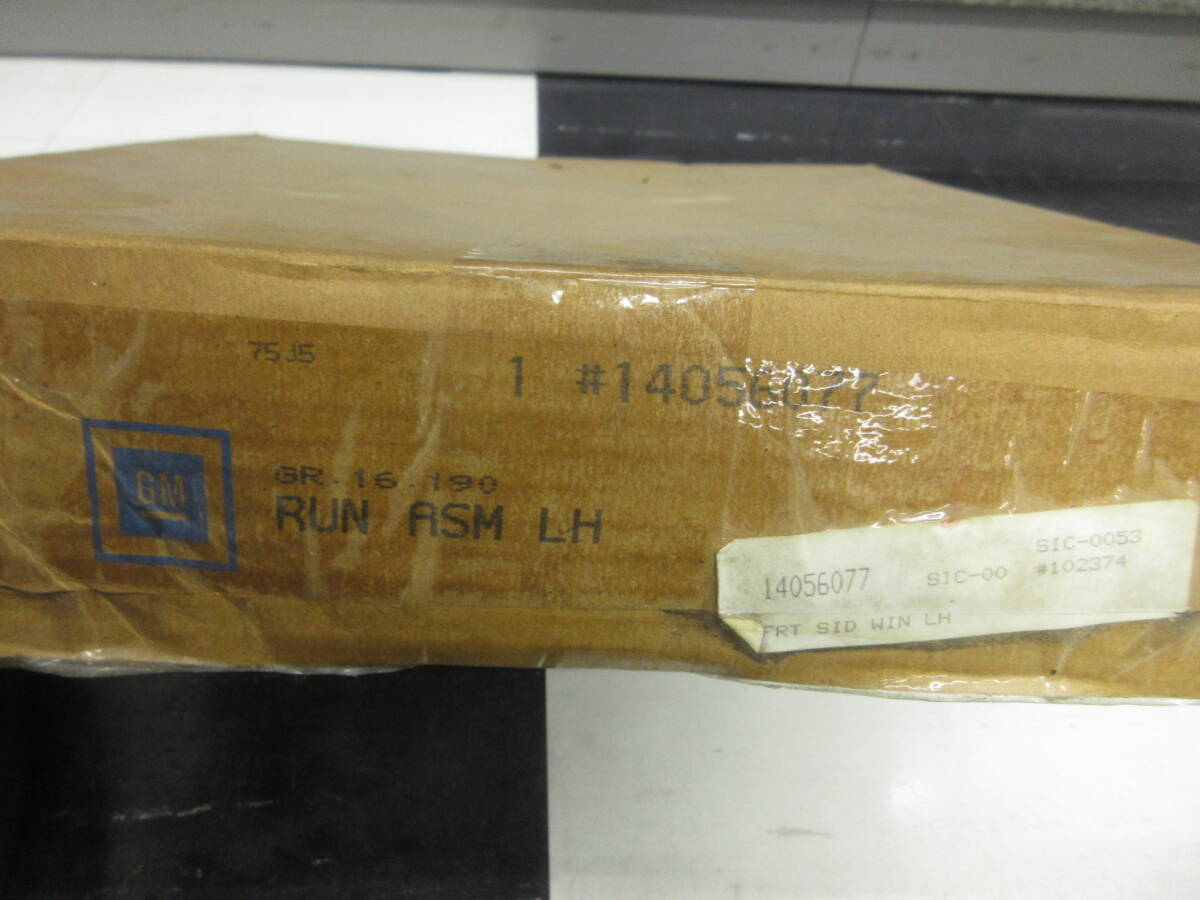 75J5
1 #14056077
GM
GR.16.190
RUN ASM LH
SIC-0053
14056077 SIC-00 #102374
FRT SID WIN LH